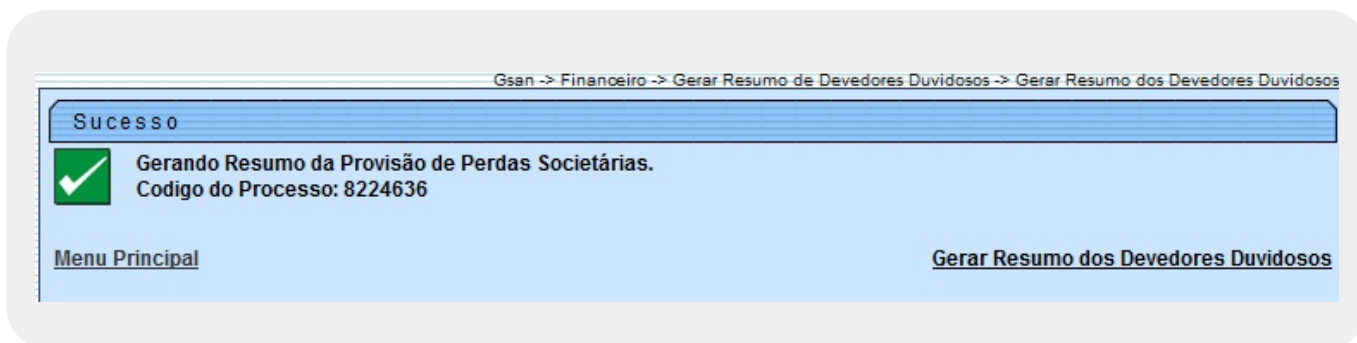 Gsan -> Financeiro -> Gerar Resumo de Devedores Duvidosos -> Gerar Resumo dos Devedores Duvidosos
Sucesso
Gerando Resumo da Provisão de Perdas Societárias.
Codigo do Processo: 8224636
Menu Principal
Gerar Resumo dos Devedores Duvidosos